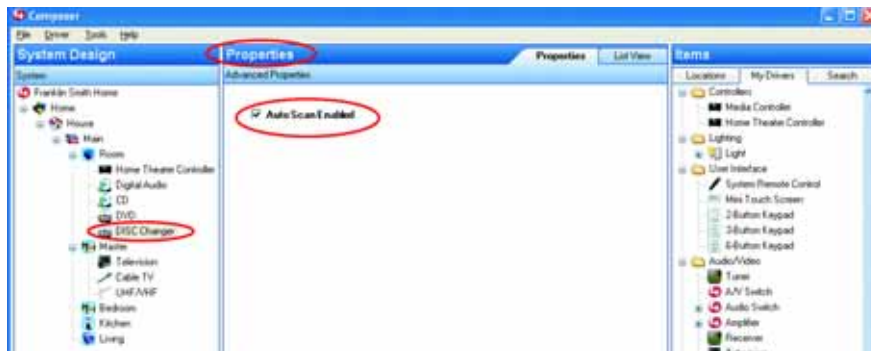 Composer
File Driver Tools Help
System Design
System
Franklin Smith Home
Home
House
Main
Room
Home Theater Controller
Digital Audio
CD
DVD
DISC Changer
Master
Television
Cable TV
UHF/VHF
Bedroom
Kitchen
Living
Properties
Properties List View
Advanced Properties
Auto Scan Enabled
Items
Locations My Drivers Search
Controllers
Media Controller
Home Theater Controller
Lighting
Light
User Interface
System Remote Control
Mini Touch Screen
2-Button Keypad
3-Button Keypad
6-Button Keypad
Audio/Video
Tuner
A/V Switch
Audio Switch
Amplifier
Receiver